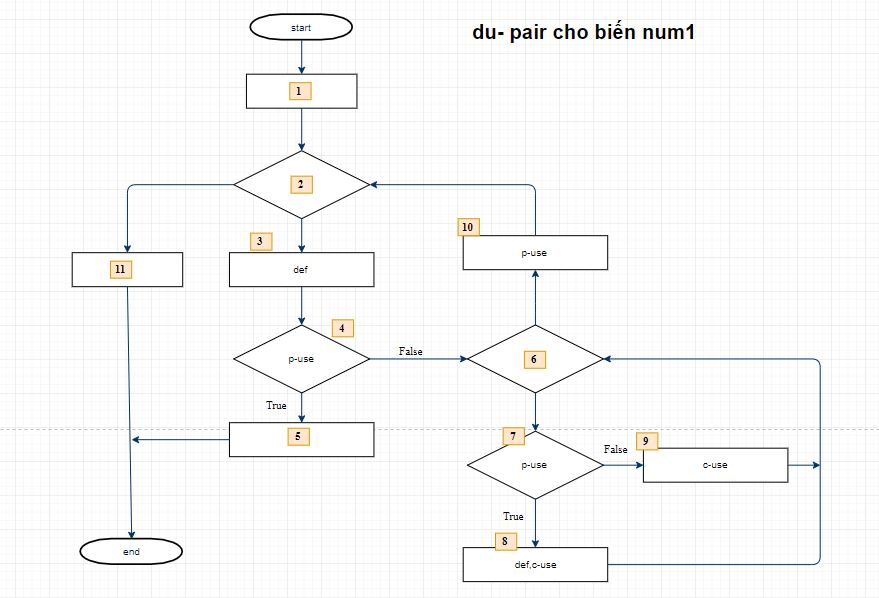 start
du- pair cho biến num1
1
2
10
3
p-use
11
def
4
p-use
False
6
True
5
7
9
p-use
False
c-use
True
8
end
def,c-use